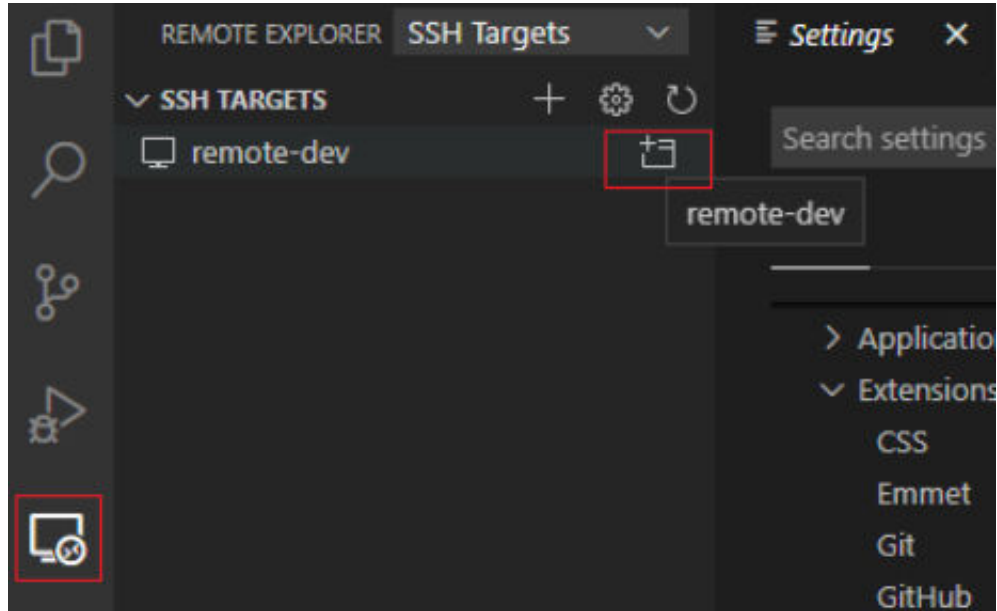 REMOTE EXPLORER SSH Targets
SSH TARGETS
remote-dev
remote-dev
Settings
Search settings
Applicatio
Extensions
CSS
Emmet
Git
GitHub